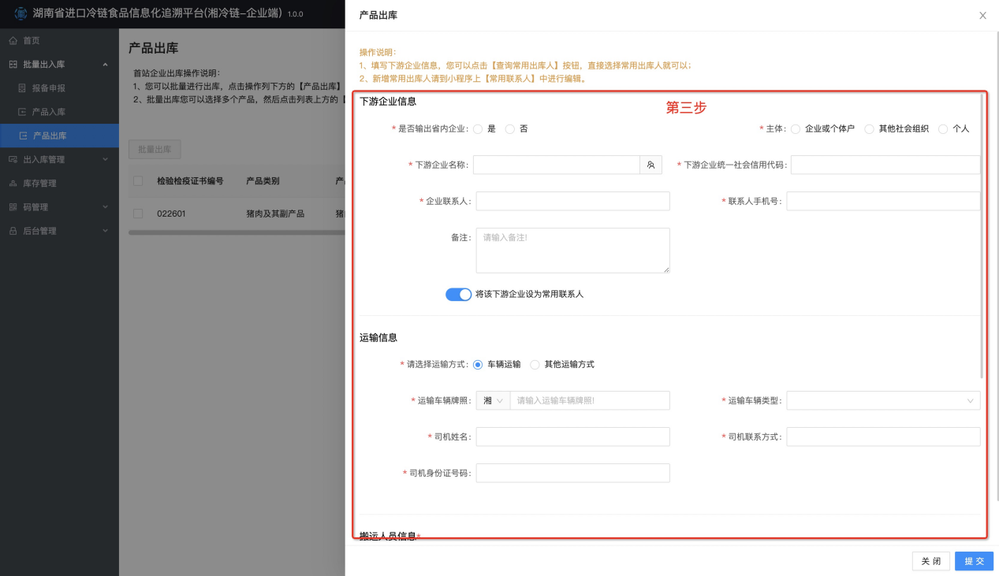 湖南省进口冷链食品信息化追溯平台(湘冷链–企业端) 1.0.0
首页
批量出入库
报备申报
产品入库
产品出库
出入库管理
库存管理
码管理
后台管理
产品出库
首站企业出库操作说明：
1、您可以批量进行出库，点击操作列下方的【产品出库】
2、批量出库您可以选择多个产品，然后点击列表上方的
批量出库
检验检疫证书编号 产品类别
022601 猪肉及其副产品 猪
产品出库
操作说明：
1、填写下游企业信息，您可以点击【查询常用出库人】按钮，直接选择常用出库人就可以；
2、新增常用出库人请到小程序上【常用联系人】中进行编辑。
第三步
下游企业信息
* 是否输出省内企业： 是 否 * 主体： 企业或个体户 其他社会组织 个人
* 下游企业名称： * 下游企业统一社会信用代码：
* 企业联系人： * 联系人手机号：
备注： 请输入备注!
将该下游企业设为常用联系人
运输信息
* 请选择运输方式： 车辆运输 其他运输方式
* 运输车辆牌照： 湘 请输入运输车辆牌照! * 运输车辆类型：
* 司机姓名： * 司机联系方式：
* 司机身份证号码：
搬运人员信息*
关 闭 提 交